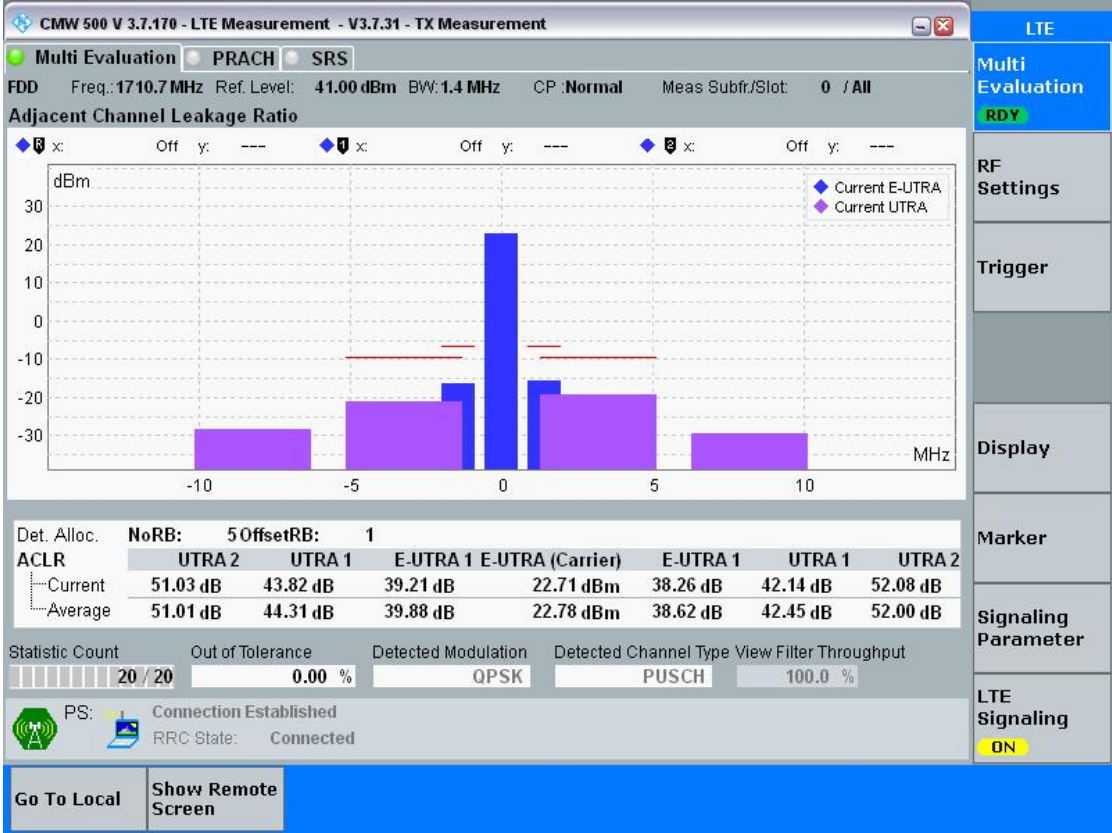 CMW 500 V 3.7.170 - LTE Measurement - V3.7.31 - TX Measurement
LTE
Multi Evaluation PRACH SRS
FDD Freq.: 1710.7 MHz Ref. Level: 41.00 dBm BW: 1.4 MHz CP :Normal Meas Subfr./Slot: 0 / All
Adjacent Channel Leakage Ratio
R x: Off y: --- 1 x: Off y: --- 2 x: Off y: ---
dBm
Current E-UTRA
Current UTRA
30
20
10
0
-10
-20
-30
MHz
-10 -5 0 5 10
Det. Alloc. NoRB: 5 OffsetRB: 1
ACLR UTRA 2 UTRA 1 E-UTRA 1 E-UTRA (Carrier) E-UTRA 1 UTRA 1 UTRA 2
Current 51.03 dB 43.82 dB 39.21 dB 22.71 dBm 38.26 dB 42.14 dB 52.08 dB
Average 51.01 dB 44.31 dB 39.88 dB 22.78 dBm 38.62 dB 42.45 dB 52.00 dB
Statistic Count Out of Tolerance Detected Modulation Detected Channel Type View Filter Throughput
20 / 20 0.00 % QPSK PUSCH 100.0 %
PS: Connection Established
RRC State: Connected
Multi
Evaluation
RDY
RF
Settings
Trigger
Display
Marker
Signaling
Parameter
LTE
Signaling
ON
Go To Local
Show Remote
Screen